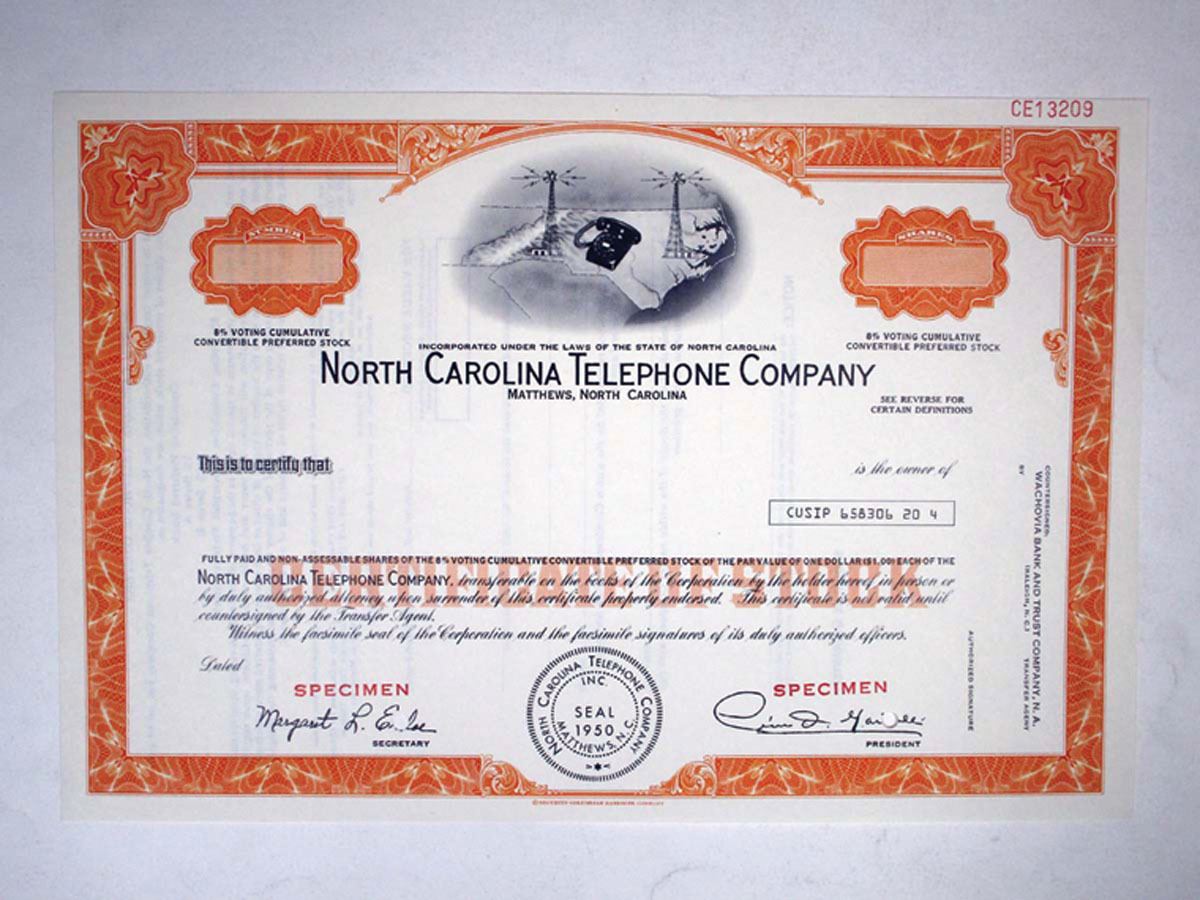 CE13209
NUMBER
SHARES
8% VOTING CUMULATIVE
CONVERTIBLE PREFERRED STOCK
8% VOTING CUMULATIVE
CONVERTIBLE PREFERRED STOCK
INCORPORATED UNDER THE LAWS OF THE STATE OF NORTH CAROLINA
NORTH CAROLINA TELEPHONE COMPANY
MATTHEWS, NORTH CAROLINA
SEE REVERSE FOR
CERTAIN DEFINITIONS
This is to certify that
is the owner of
CUSIP 658306 20 4
FULLY PAID AND NON-ASSESSABLE SHARES OF THE 8% VOTING CUMULATIVE CONVERTIBLE PREFERRED STOCK OF THE PAR VALUE OF ONE DOLLAR ($1.00) EACH OF THE
NORTH CAROLINA TELEPHONE COMPANY, transferable on the books of the Corporation by the holder hereof in person or
by duly authorized attorney upon surrender of this certificate properly endorsed. This certificate is not valid until
countersigned by the Transfer Agent.
Witness the facsimile seal of the Corporation and the facsimile signatures of its duly authorized officers.
Dated
SPECIMEN
Margaret L.
SECRETARY
NORTH CAROLINA TELEPHONE COMPANY
INC.
SEAL
1950
MATTHEWS, N.C.
SPECIMEN
PRESIDENT
COUNTERSIGNED:
WACHOVIA BANK AND TRUST COMPANY, N. A.
(RALEIGH, N. C.) TRANSFER AGENT
BY
AUTHORIZED SIGNATURE
© SECURITY-COLUMBIAN BANKNOTE COMPANY